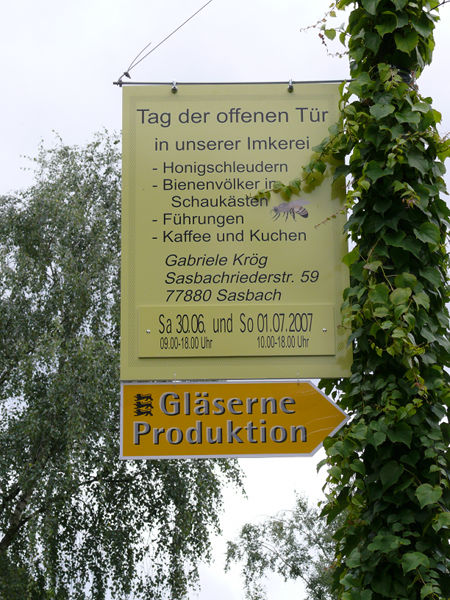 Tag der offenen Tür
in unserer Imkerei
- Honigschleudern
- Bienenvölker in
Schaukästen
- Führungen
- Kaffee und Kuchen
Gabriele Krög
Sasbachriederstr. 59
77880 Sasbach
Sa 30.06. und So 01.07.2007
09.00-18.00 Uhr 10.00-18.00 Uhr
Gläserne
Produktion